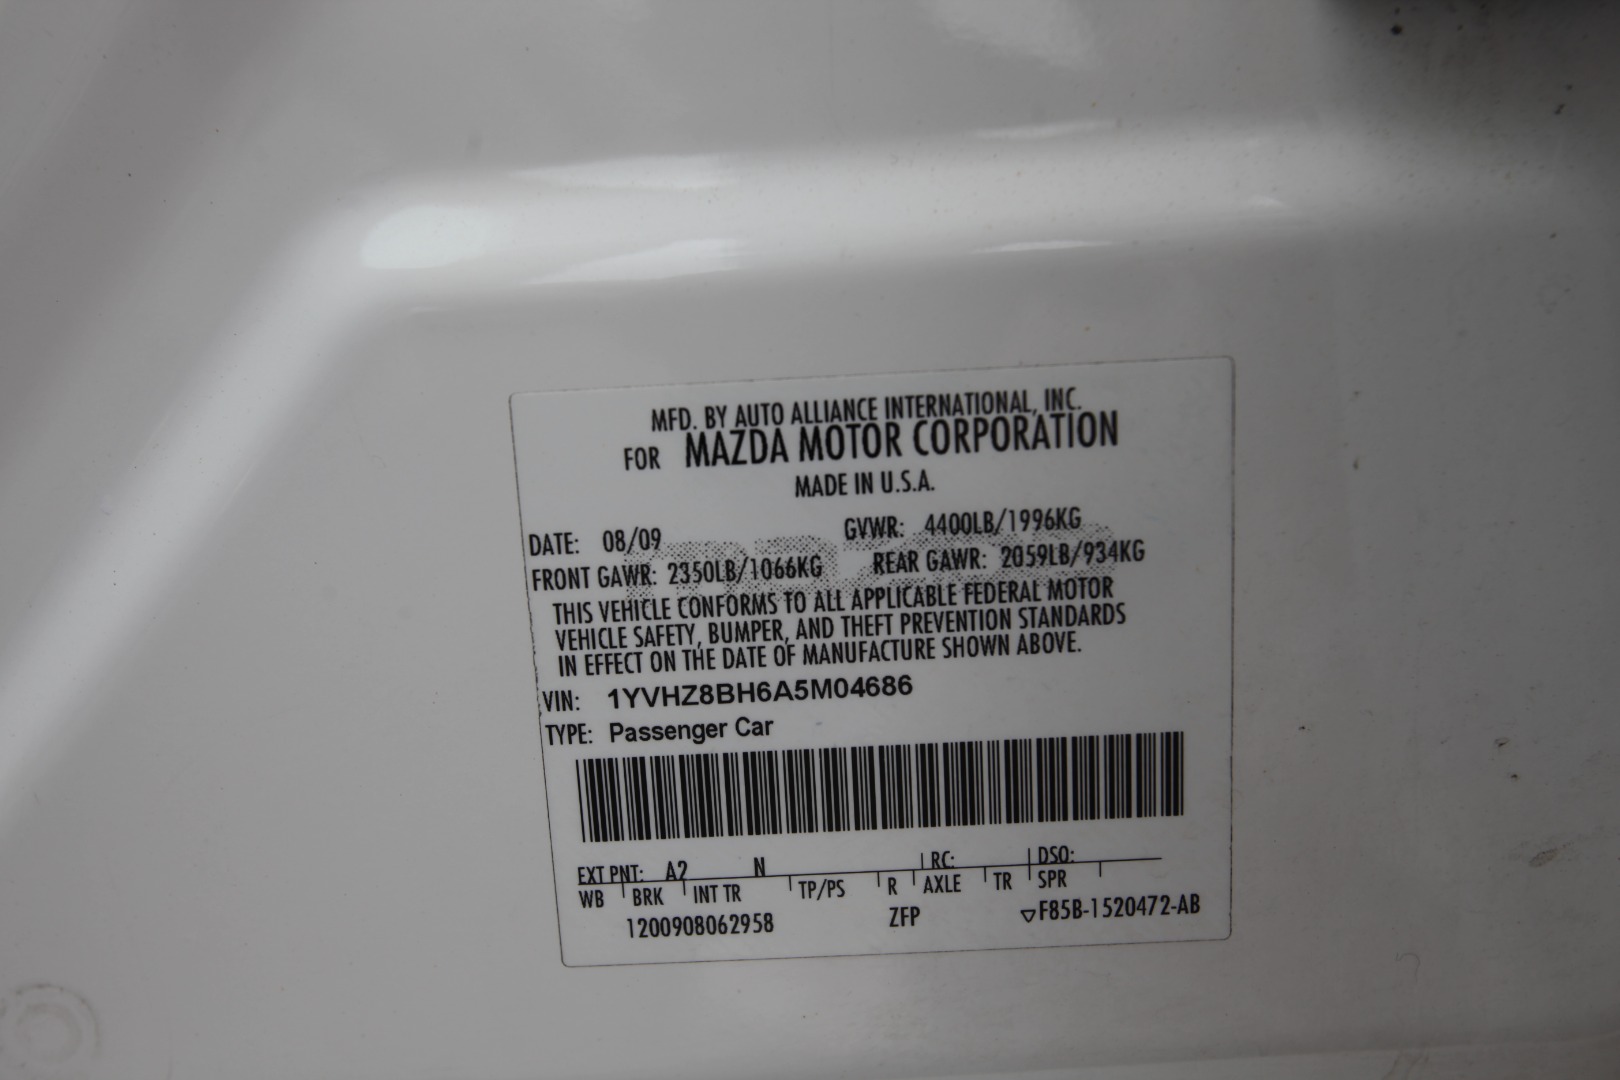 MFD. BY AUTO ALLIANCE INTERNATIONAL, INC.
FOR MAZDA MOTOR CORPORATION
MADE IN U.S.A.
DATE: 08/09 GVWR: 4400LB/1996KG
FRONT GAWR: 2350LB/1066KG REAR GAWR: 2059LB/934KG
THIS VEHICLE CONFORMS TO ALL APPLICABLE FEDERAL MOTOR
VEHICLE SAFETY, BUMPER, AND THEFT PREVENTION STANDARDS
IN EFFECT ON THE DATE OF MANUFACTURE SHOWN ABOVE.
VIN: 1YVHZ8BH6A5M04686
TYPE: Passenger Car
EXT PNT: A2 N RC: DSO:
WB BRK INT TR TP/PS R AXLE TR SPR
1200908062958 ZFP ▽F85B-1520472-AB